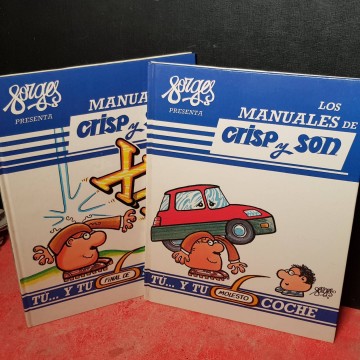 Forges
PRESENTA
MANUA
crisp y
TU... Y TU
FINAL DE
Forges
PRESENTA
LOS
MANUALES DE
crisp y son
TU... Y TU
MOLESTO
COCHE
Forges